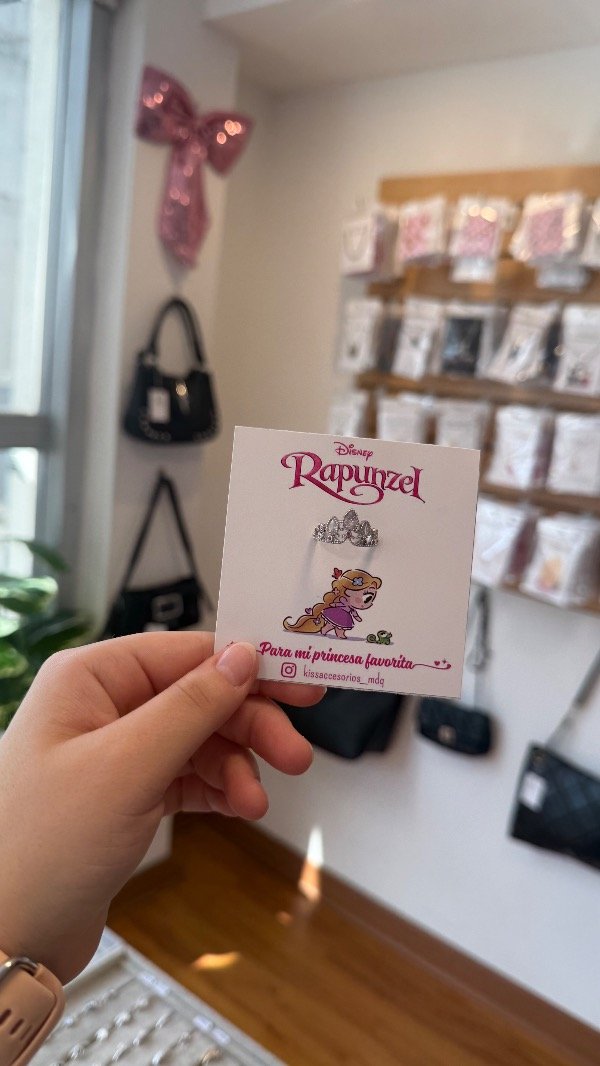 Disney
Rapunzel
Para mi princesa favorita
kissaccesorios_mdq